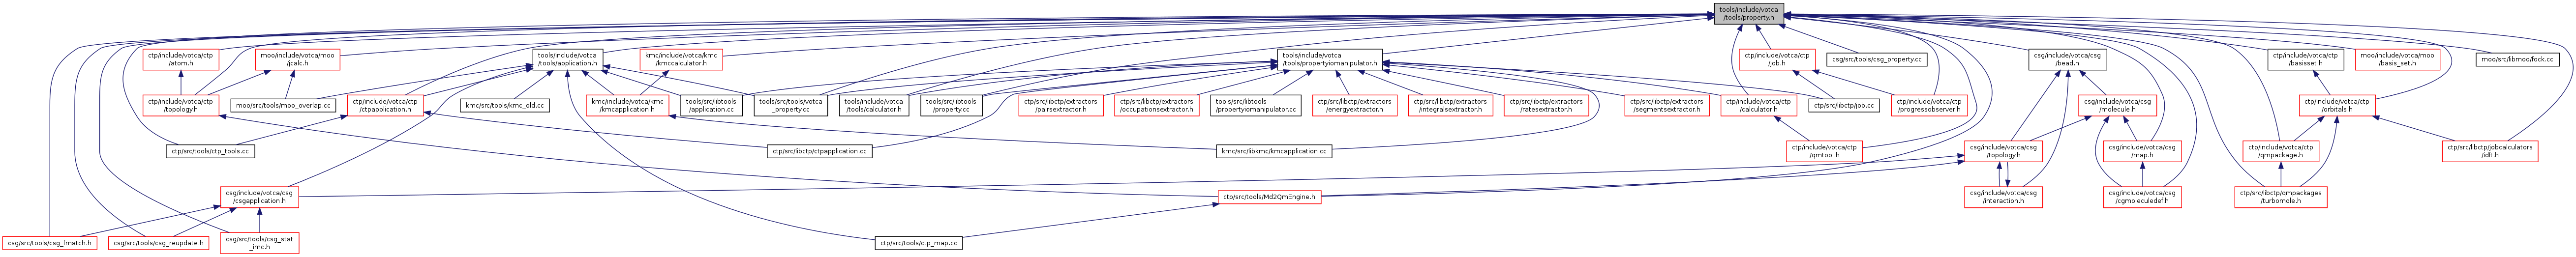 tools/include/votca
/tools/property.h
ctp/include/votca/ctp
/atom.h
moo/include/votca/moo
/jcalc.h
tools/include/votca
/tools/application.h
kmc/include/votca/kmc
/kmccalculator.h
tools/include/votca
/tools/propertyiomanipulator.h
ctp/include/votca/ctp
/job.h
csg/src/tools/csg_property.cc
csg/include/votca/csg
/bead.h
ctp/include/votca/ctp
/basisset.h
moo/include/votca/moo
/basis_set.h
moo/src/libmoo/fock.cc
ctp/include/votca/ctp
/topology.h
moo/src/tools/moo_overlap.cc
ctp/include/votca/ctp
/ctpapplication.h
kmc/src/tools/kmc_old.cc
kmc/include/votca/kmc
/kmcapplication.h
tools/src/libtools
/application.cc
tools/src/tools/votca
_property.cc
tools/include/votca
/tools/calculator.h
tools/src/libtools
/property.cc
ctp/src/libctp/extractors
/pairsextractor.h
ctp/src/libctp/extractors
/occupationsextractor.h
tools/src/libtools
/propertyiomanipulator.cc
ctp/src/libctp/extractors
/energyextractor.h
ctp/src/libctp/extractors
/integralsextractor.h
ctp/src/libctp/extractors
/ratesextractor.h
ctp/src/libctp/extractors
/segmentsextractor.h
ctp/include/votca/ctp
/calculator.h
ctp/src/libctp/job.cc
ctp/include/votca/ctp
/progressobserver.h
csg/include/votca/csg
/molecule.h
ctp/include/votca/ctp
/orbitals.h
ctp/src/tools/ctp_tools.cc
ctp/src/libctp/ctpapplication.cc
kmc/src/libkmc/kmcapplication.cc
ctp/include/votca/ctp
/qmtool.h
csg/include/votca/csg
/topology.h
csg/include/votca/csg
/map.h
ctp/include/votca/ctp
/qmpackage.h
ctp/src/libctp/jobcalculators
/idft.h
csg/include/votca/csg
/csgapplication.h
ctp/src/tools/Md2QmEngine.h
csg/include/votca/csg
/interaction.h
csg/include/votca/csg
/cgmoleculedef.h
ctp/src/libctp/qmpackages
/turbomole.h
csg/src/tools/csg_fmatch.h
csg/src/tools/csg_reupdate.h
csg/src/tools/csg_stat
_imc.h
ctp/src/tools/ctp_map.cc